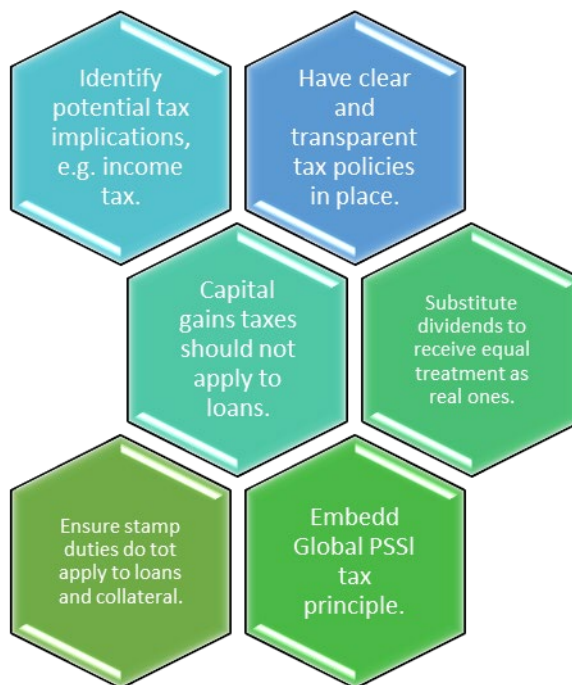 Identify
potential tax
implications,
e.g. income
tax.
Have clear
and
transparent
tax policies
in place.
Capital
gains taxes
should not
apply to
loans.
Substitute
dividends to
receive equal
treatment as
real ones.
Ensure stamp
duties do tot
apply to loans
and collateral.
Embedd
Global PSSl
tax
principle.